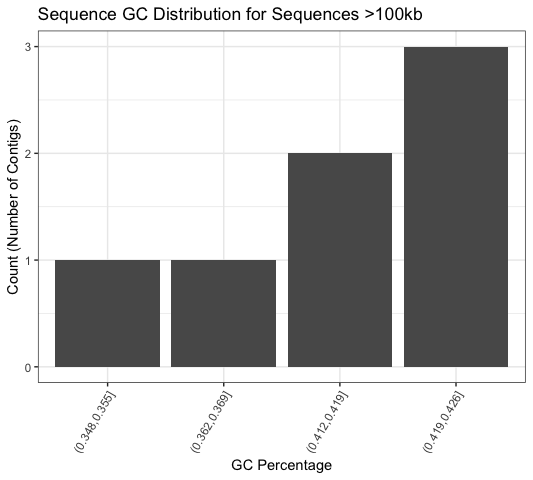 Sequence GC Distribution for Sequences >100kb
Count (Number of Contigs)
3
2
1
0
(0.348,0.355]
(0.362,0.369]
(0.412,0.419]
(0.419,0.426]
GC Percentage